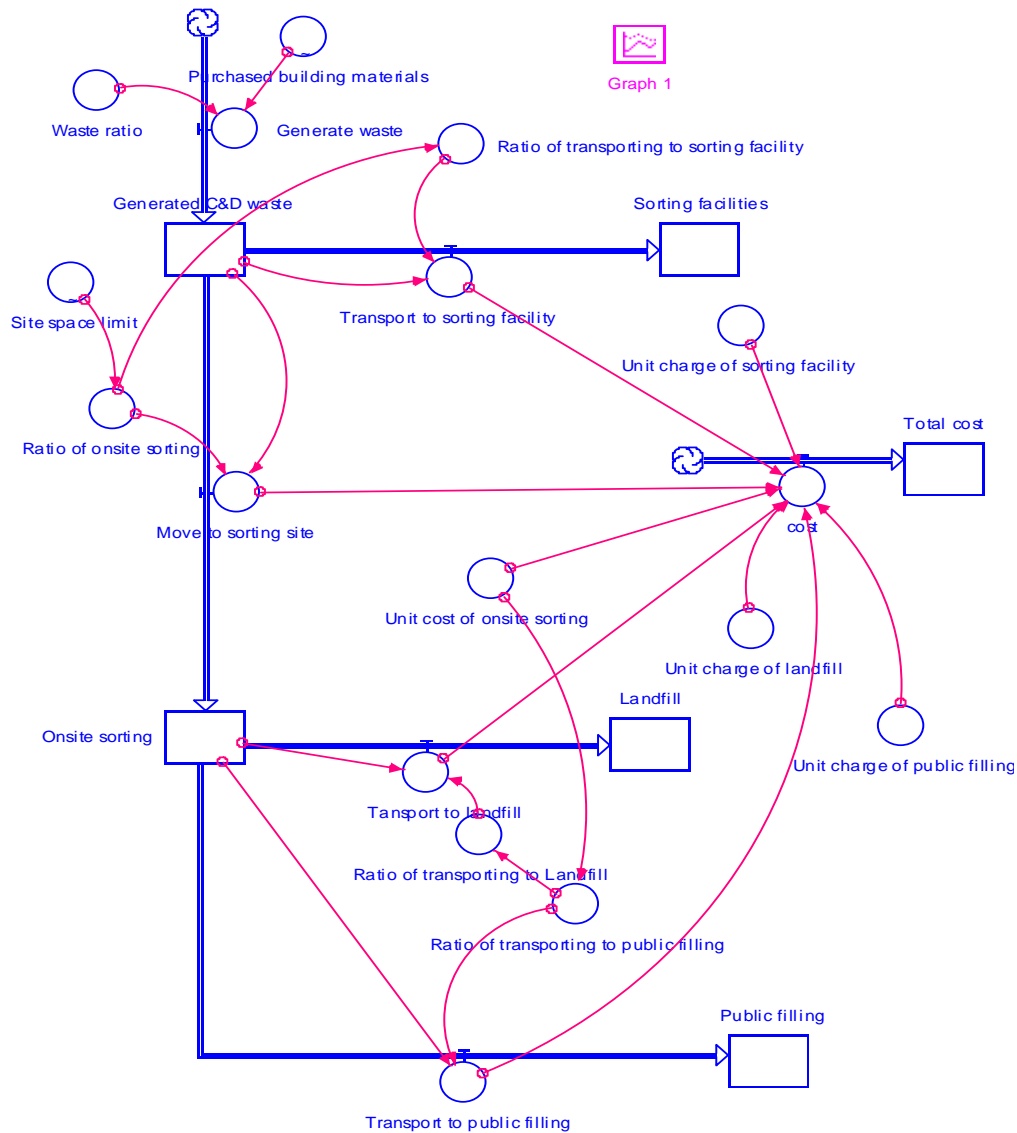 Purchased building materials
Graph 1
Waste ratio
Generate waste
Ratio of transporting to sorting facility
Generated C&D waste
Sorting facilities
Site space limit
Transport to sorting facility
Unit charge of sorting facility
Total cost
Ratio of onsite sorting
Move to sorting site
cost
Unit cost of onsite sorting
Unit charge of landfill
Landfill
Onsite sorting
Unit charge of public filling
Tansport to landfill
Ratio of transporting to Landfill
Ratio of transporting to public filling
Public filling
Transport to public filling